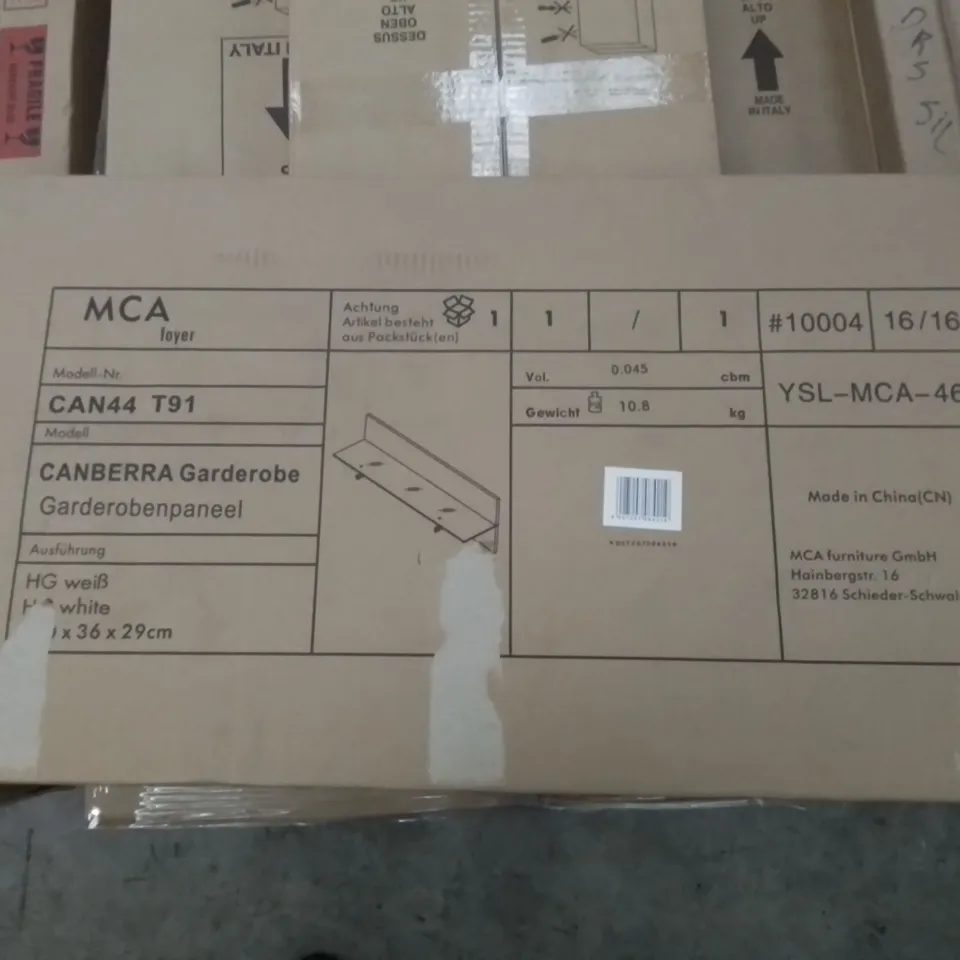 FRAGILE
ITALY
DESSUS
OBEN
ALTO
ALTO
UP
MADE
IN ITALY
MCA
foyer
Achtung
Artikel besteht
aus Packstück(en)
1
1 / 1
#10004
16/16
Modell-Nr.
CAN44 T91
Modell
CANBERRA Garderobe
Garderobenpaneel
Ausführung
HG weiß
white
x 36 x 29cm
Vol. 0.045 cbm
Gewicht 10.8 kg
YSL-MCA-46
Made in China(CN)
MCA furniture GmbH
Hainbergstr. 16
32816 Schieder-Schwal